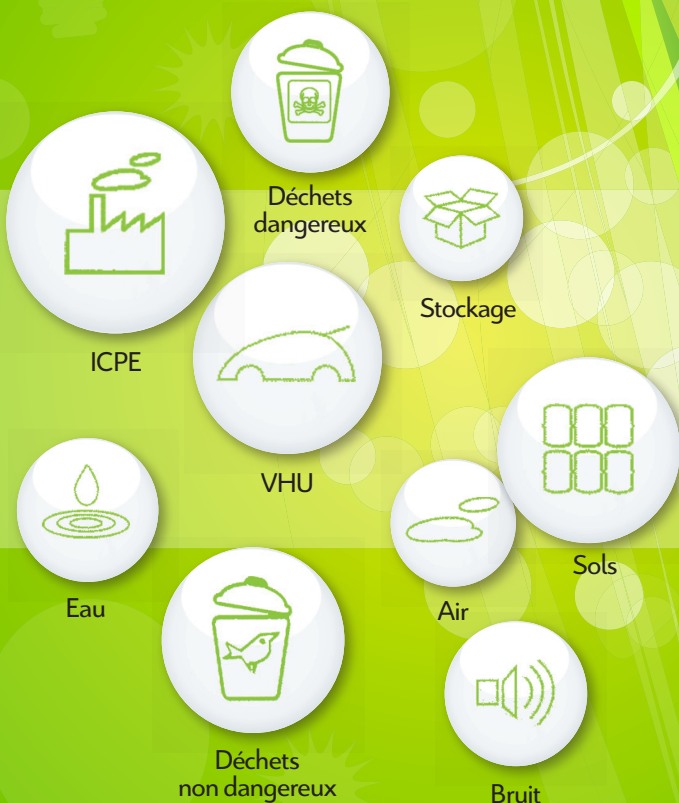 Déchets
dangereux
Stockage
ICPE
VHU
Sols
Eau
Air
Déchets
non dangereux
Bruit